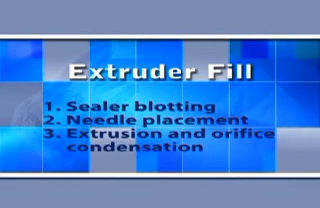 Extruder Fill
1. Sealer blotting
2. Needle placement
3. Extrusion and orifice
condensation